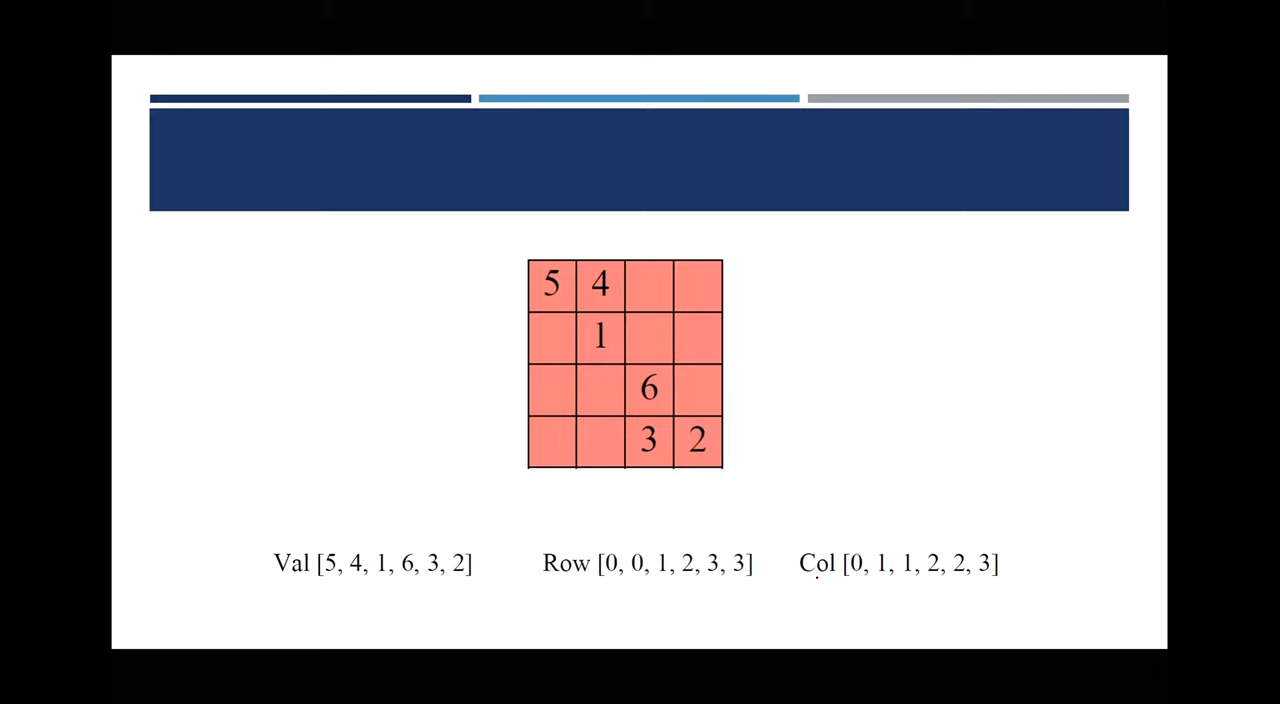 5 4
1
6
3 2
Val [5, 4, 1, 6, 3, 2] Row [0, 0, 1, 2, 3, 3] Col [0, 1, 1, 2, 2, 3]